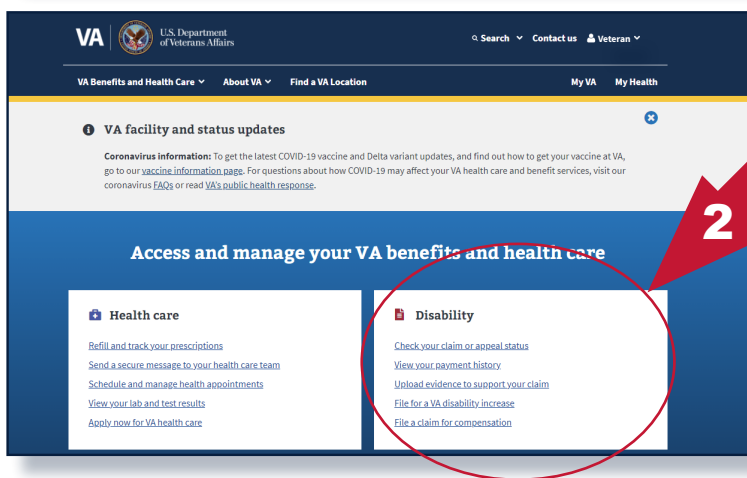 VA
U.S. Department
of Veterans Affairs
Search
Contact us
Veteran
VA Benefits and Health Care
About VA
Find a VA Location
My VA
My Health
VA facility and status updates
Coronavirus information: To get the latest COVID-19 vaccine and Delta variant updates, and find out how to get your vaccine at VA,
go to our vaccine information page. For questions about how COVID-19 may affect your VA health care and benefit services, visit our
coronavirus FAQs or read VA's public health response.
2
Access and manage your VA benefits and health care
Health care
Refill and track your prescriptions
Send a secure message to your health care team
Schedule and manage health appointments
View your lab and test results
Apply now for VA health care
Disability
Check your claim or appeal status
View your payment history
Upload evidence to support your claim
File for a VA disability increase
File a claim for compensation